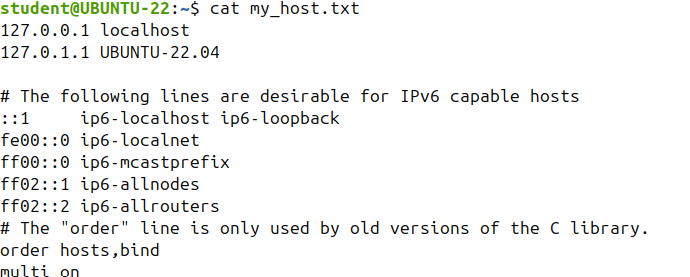 student@UBUNTU-22:~$ cat my_host.txt
127.0.0.1 localhost
127.0.1.1 UBUNTU-22.04

# The following lines are desirable for IPv6 capable hosts
::1     ip6-localhost ip6-loopback
fe00::0 ip6-localnet
ff00::0 ip6-mcastprefix
ff02::1 ip6-allnodes
ff02::2 ip6-allrouters
# The "order" line is only used by old versions of the C library.
order hosts,bind
multi on